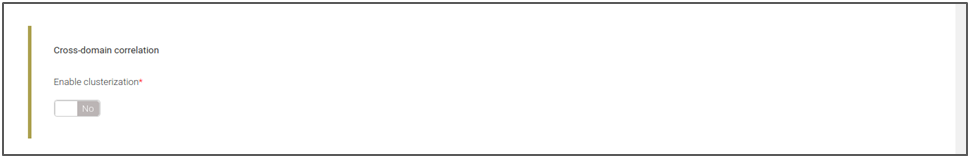 Cross-domain correlation
Enable clusterization*
No